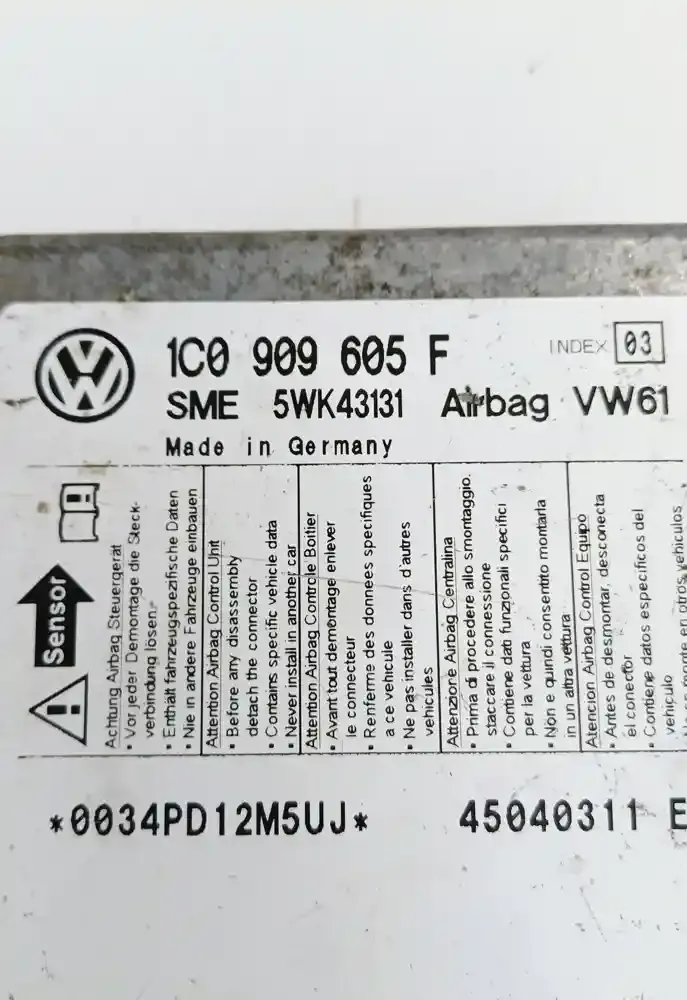 1C0 909 605 F INDEX 03
SME 5WK43131 Airbag VW61
Made in Germany
Sensor
Achtung Airbag Steuergerät
• Vor jeder Demontage die Steck-
verbindung lösen.
• Enthält fahrzeugspezifische Daten
• Nie in andere Fahrzeuge einbauen
Attention Airbag Control Unit
• Before any disassembly
detach the connector
• Contains specific vehicle data
• Never install in another car
Attention Airbag Controle Boitier
• Avant tout demontage enlever
le connecteur
• Renferme des donnees specifiques
a ce vehicule
• Ne pas installer dans d'autres
vehicules
Attenzione Airbag Centralina
• Prima di procedere allo smontaggio.
staccare il connessione
• Contiene dati funzionali specifici
per la vettura
• Non e quindi consentito montarla
in un altra vettura
Atencion Airbag Control Equipo
• Antes de desmontar, desconecta
el conector
• Contiene datos especificos del
vehiculo
en otros vehiculos
*0034PD12M5UJ* 45040311 E